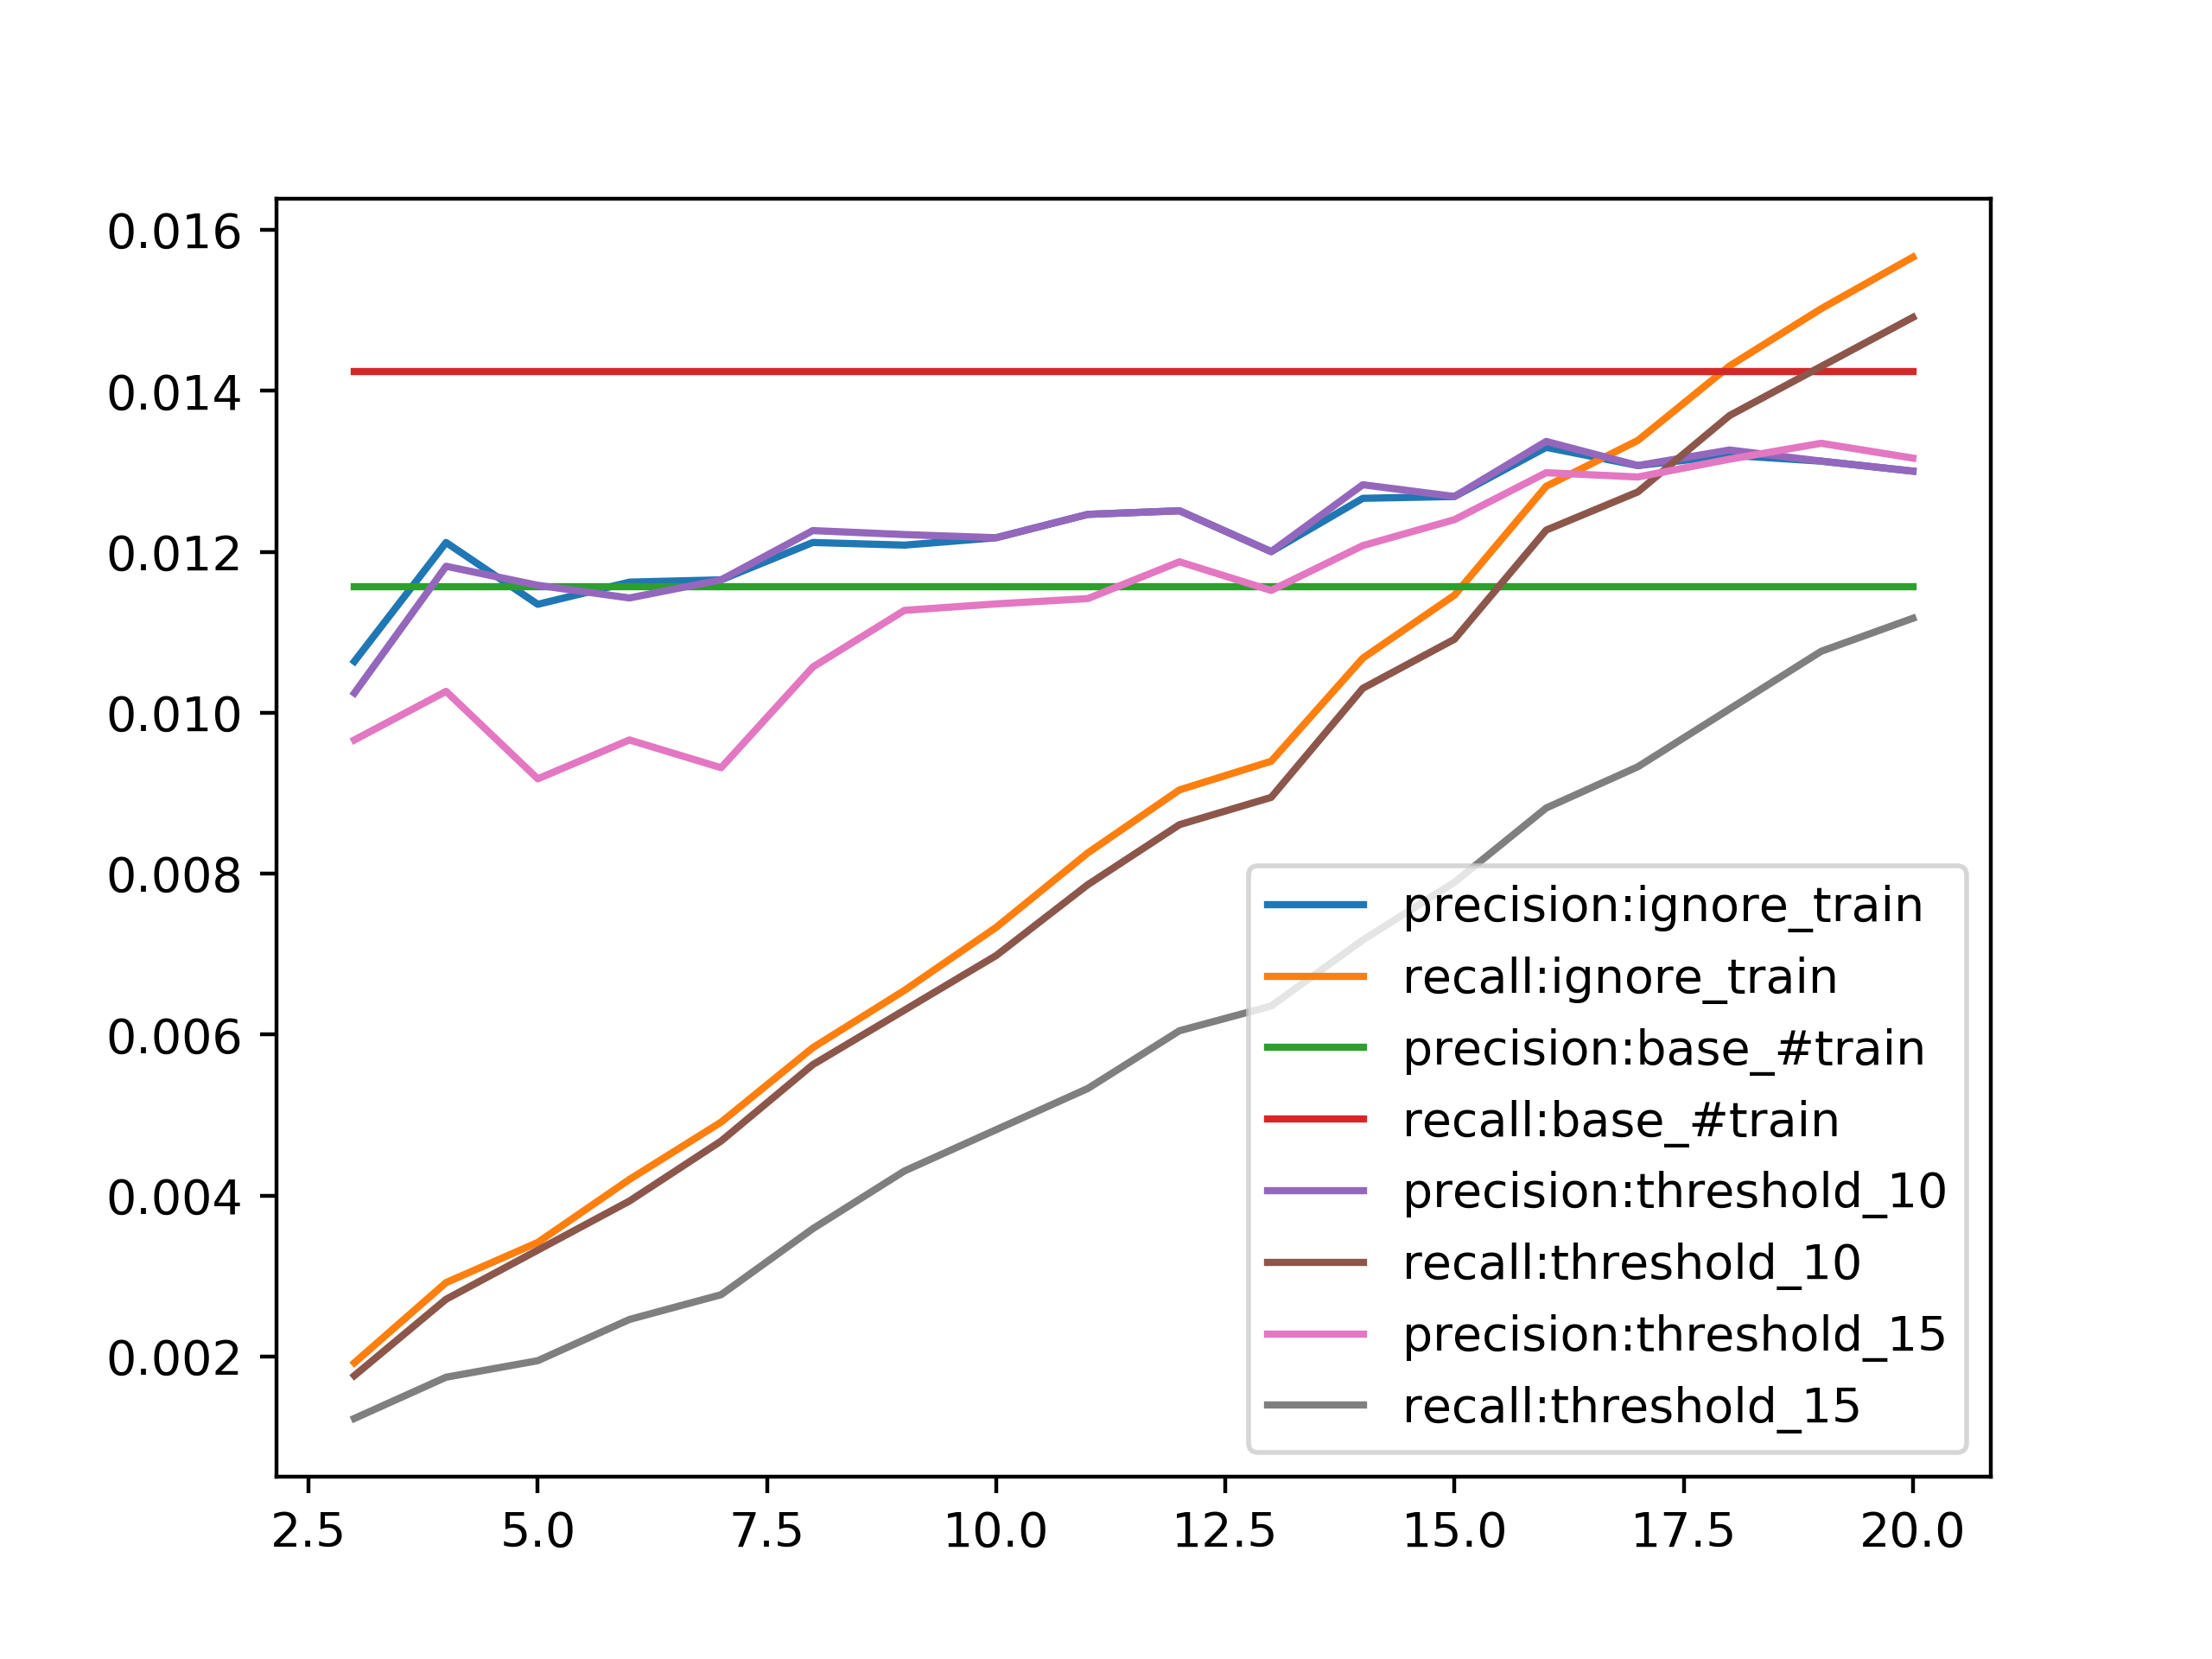 0.016
0.014
0.012
0.010
0.008
0.006
0.004
0.002
precision:ignore_train
recall:ignore_train
precision:base_#train
recall:base_#train
precision:threshold_10
recall:threshold_10
precision:threshold_15
recall:threshold_15
2.5 5.0 7.5 10.0 12.5 15.0 17.5 20.0